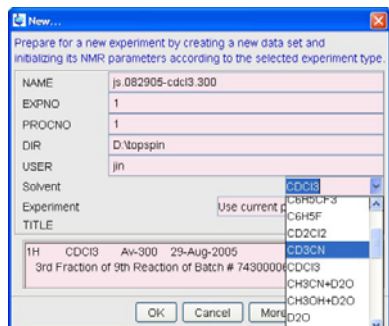 New...
Prepare for a new experiment by creating a new data set and
initializing its NMR parameters according to the selected experiment type.
NAME js.082905-cdcl3.300
EXPNO 1
PROCNO 1
DIR D:\topspin
USER jin
Solvent CDCl3
Experiment Use current p
TITLE
C6H5CF3
C6H5F
CD2Cl2
CD3CN
CDCl3
CH3CN+D2O
CH3OH+D2O
D2O
1H CDCl3 Av-300 29-Aug-2005
3rd Fraction of 9th Reaction of Batch # 74300006
OK Cancel More